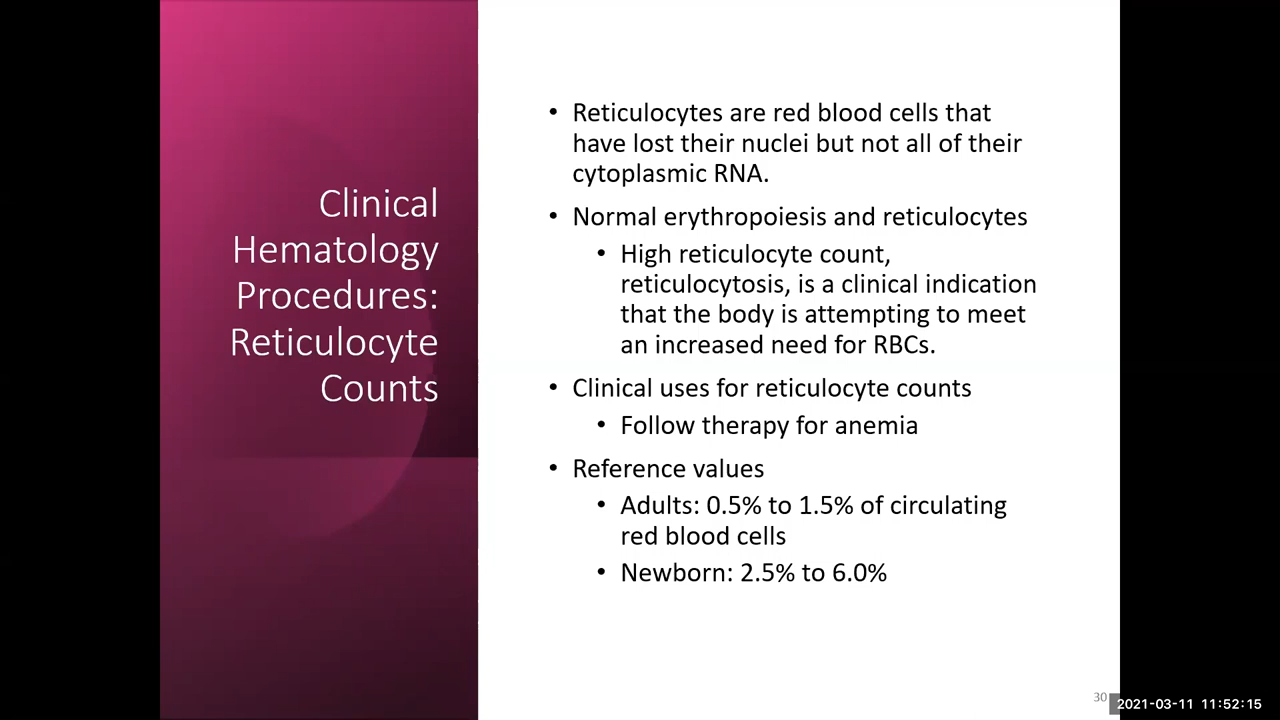 Clinical
Hematology
Procedures:
Reticulocyte
Counts
• Reticulocytes are red blood cells that
have lost their nuclei but not all of their
cytoplasmic RNA.
• Normal erythropoiesis and reticulocytes
• High reticulocyte count,
reticulocytosis, is a clinical indication
that the body is attempting to meet
an increased need for RBCs.
• Clinical uses for reticulocyte counts
• Follow therapy for anemia
• Reference values
• Adults: 0.5% to 1.5% of circulating
red blood cells
• Newborn: 2.5% to 6.0%
30
2021-03-11 11:52:15